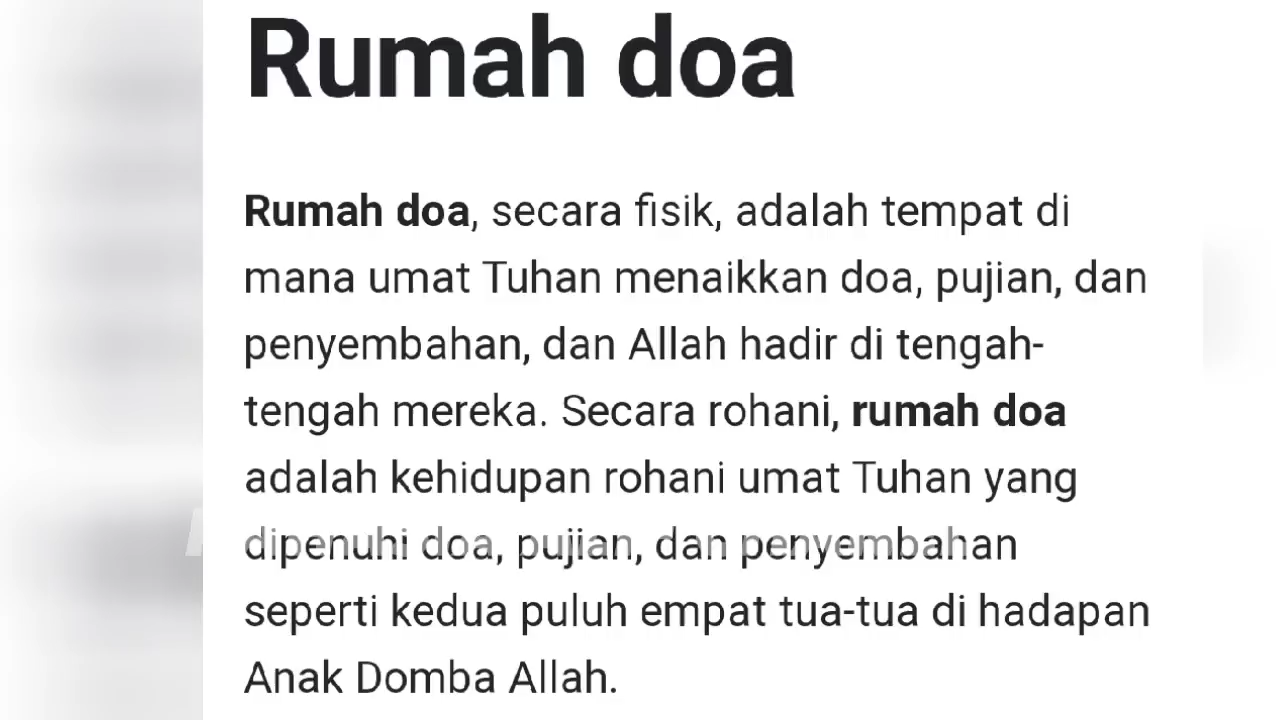 Rumah doa
Rumah doa, secara fisik, adalah tempat di
mana umat Tuhan menaikkan doa, pujian, dan
penyembahan, dan Allah hadir di tengah-
tengah mereka. Secara rohani, rumah doa
adalah kehidupan rohani umat Tuhan yang
dipenuhi doa, pujian, dan penyembahan
seperti kedua puluh empat tua-tua di hadapan
Anak Domba Allah.